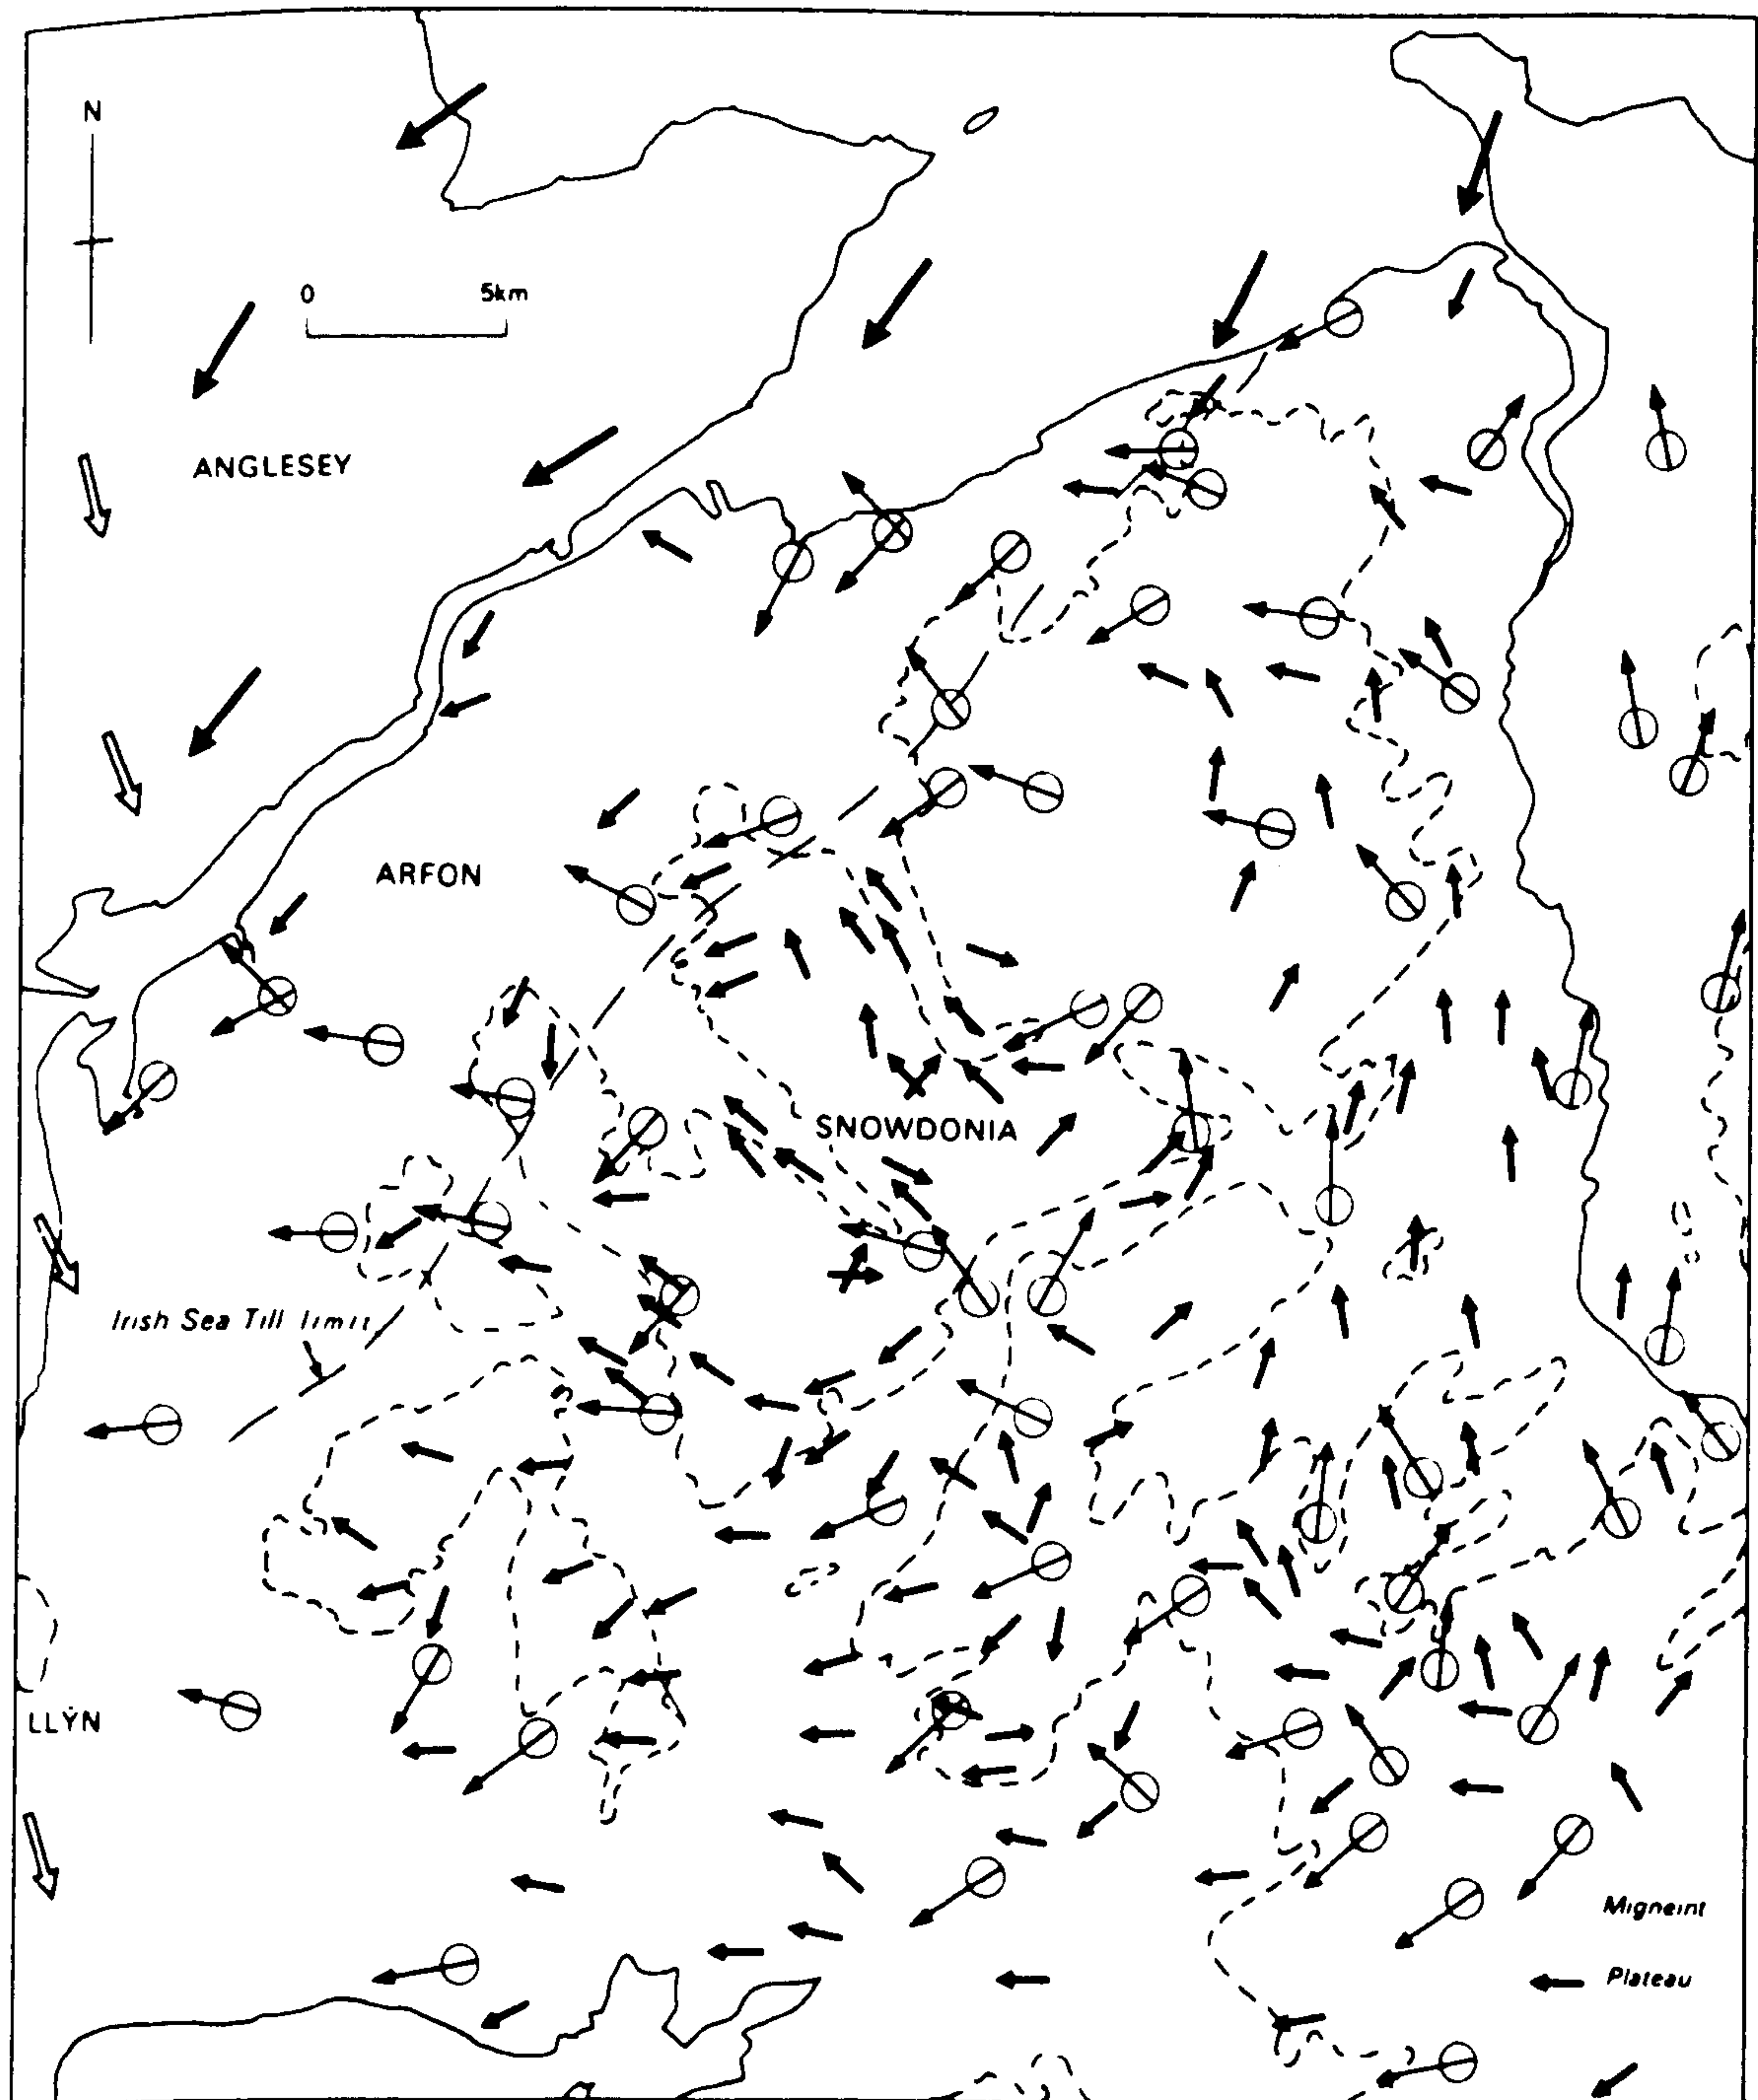 N
0 5km
ANGLESEY
ARFON
SNOWDONIA
Irish Sea Till limit
LLŶN
Migneint
Plateau